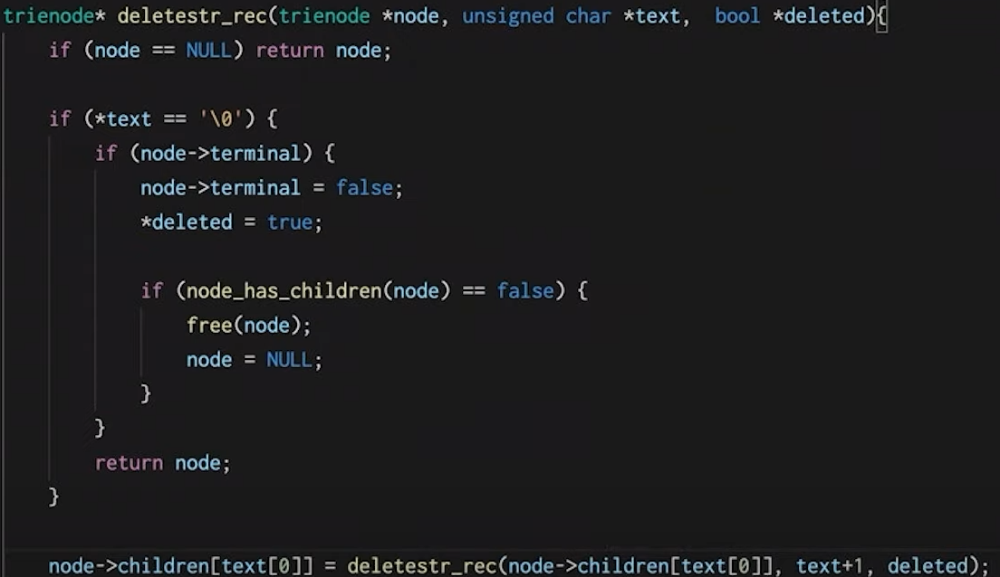 trienode* deletestr_rec(trienode *node, unsigned char *text,  bool *deleted){
    if (node == NULL) return node;

    if (*text == '\0') {
        if (node->terminal) {
            node->terminal = false;
            *deleted = true;

            if (node_has_children(node) == false) {
                free(node);
                node = NULL;
            }
        }
        return node;
    }

    node->children[text[0]] = deletestr_rec(node->children[text[0]], text+1, deleted);